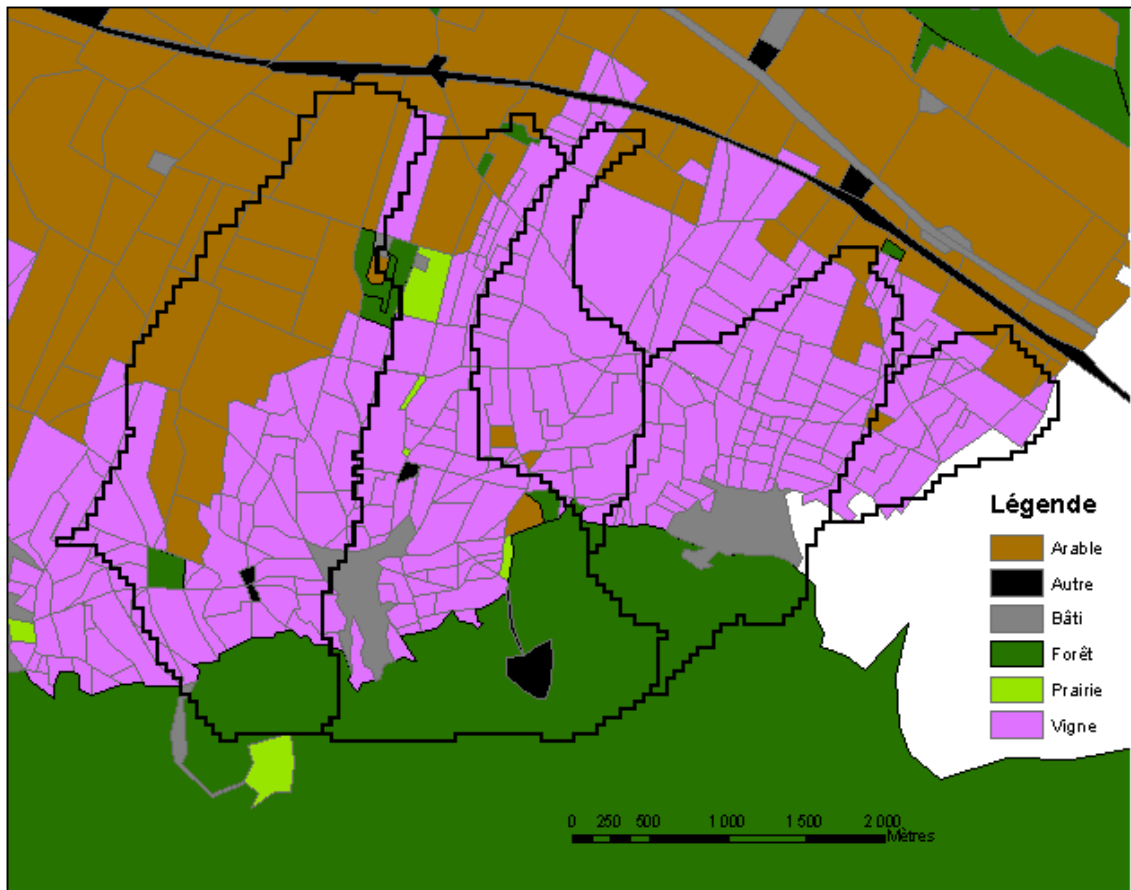 Légende
Arable
Autre
Bâti
Forêt
Prairie
Vigne
0 250 500 1 000 1 500 2 000
Mètres